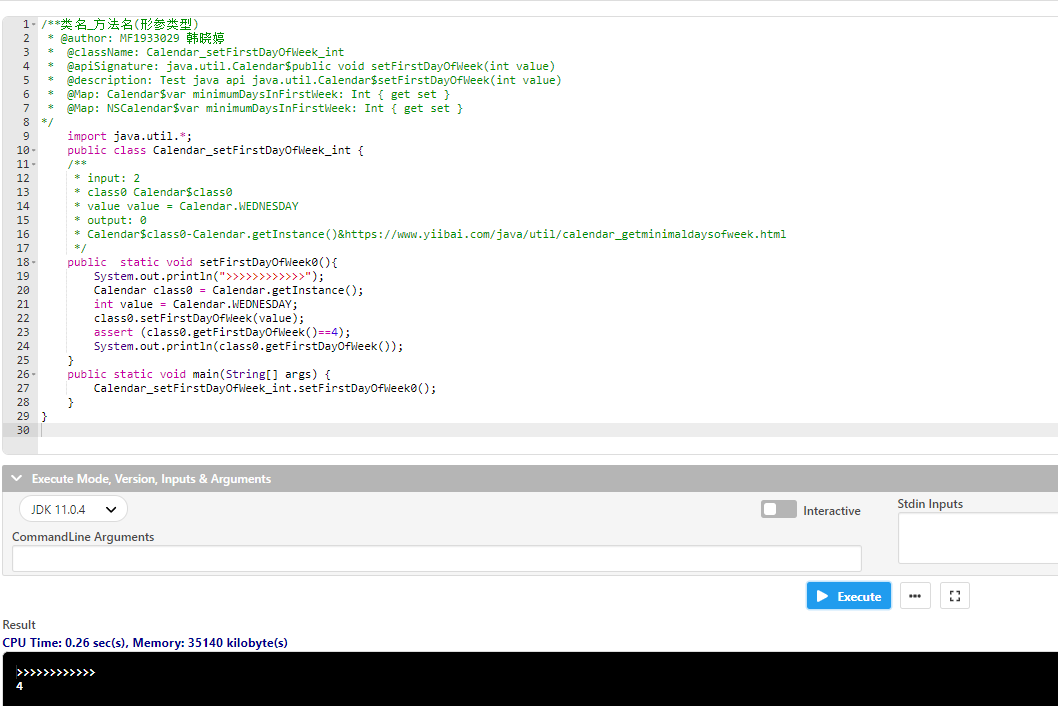 1 /**类名_方法名(形参类型)
2  * @author: MF1933029 韩晓婷
3  *  @className: Calendar_setFirstDayOfWeek_int
4  *  @apiSignature: java.util.Calendar$public void setFirstDayOfWeek(int value)
5  *  @description: Test java api java.util.Calendar$setFirstDayOfWeek(int value)
6  *  @Map: Calendar$var minimumDaysInFirstWeek: Int { get set }
7  *  @Map: NSCalendar$var minimumDaysInFirstWeek: Int { get set }
8 */
9     import java.util.*;
10     public class Calendar_setFirstDayOfWeek_int {
11     /**
12      * input: 2
13      * class0 Calendar$class0
14      * value value = Calendar.WEDNESDAY
15      * output: 0
16      * Calendar$class0-Calendar.getInstance()&https://www.yiibai.com/java/util/calendar_getminimaldaysofweek.html
17      */
18     public  static void setFirstDayOfWeek0(){
19         System.out.println(">>>>>>>>>>>>");
20         Calendar class0 = Calendar.getInstance();
21         int value = Calendar.WEDNESDAY;
22         class0.setFirstDayOfWeek(value);
23         assert (class0.getFirstDayOfWeek()==4);
24         System.out.println(class0.getFirstDayOfWeek());
25     }
26     public static void main(String[] args) {
27         Calendar_setFirstDayOfWeek_int.setFirstDayOfWeek0();
28     }
29 }
30
Execute Mode, Version, Inputs & Arguments
JDK 11.0.4
Interactive
Stdin Inputs
CommandLine Arguments
Execute
Result
CPU Time: 0.26 sec(s), Memory: 35140 kilobyte(s)
>>>>>>>>>>>>
4